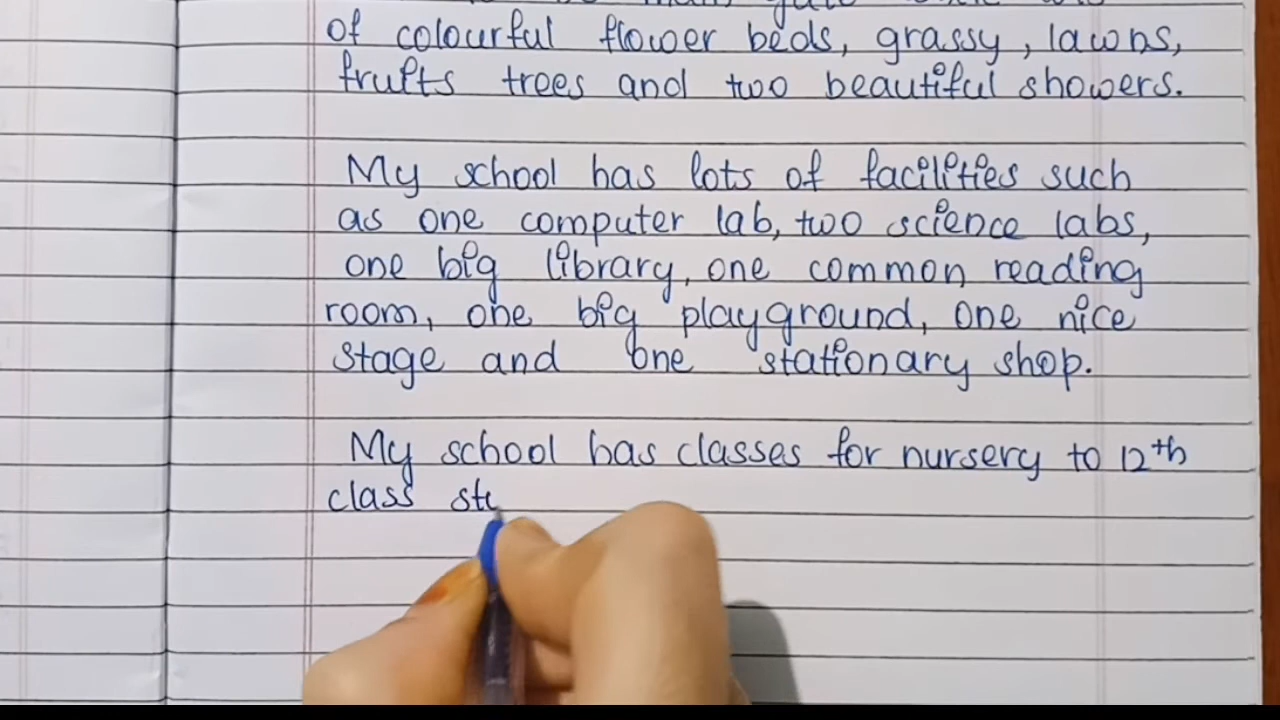 of colourful flower beds, grassy, lawns,
fruits trees and two beautiful showers.
My school has lots of facilities such
as one computer lab, two science labs,
one big library, one common reading
room, one big playground, one nice
stage and one stationary shop.
My school has classes for nursery to 12th
class stu